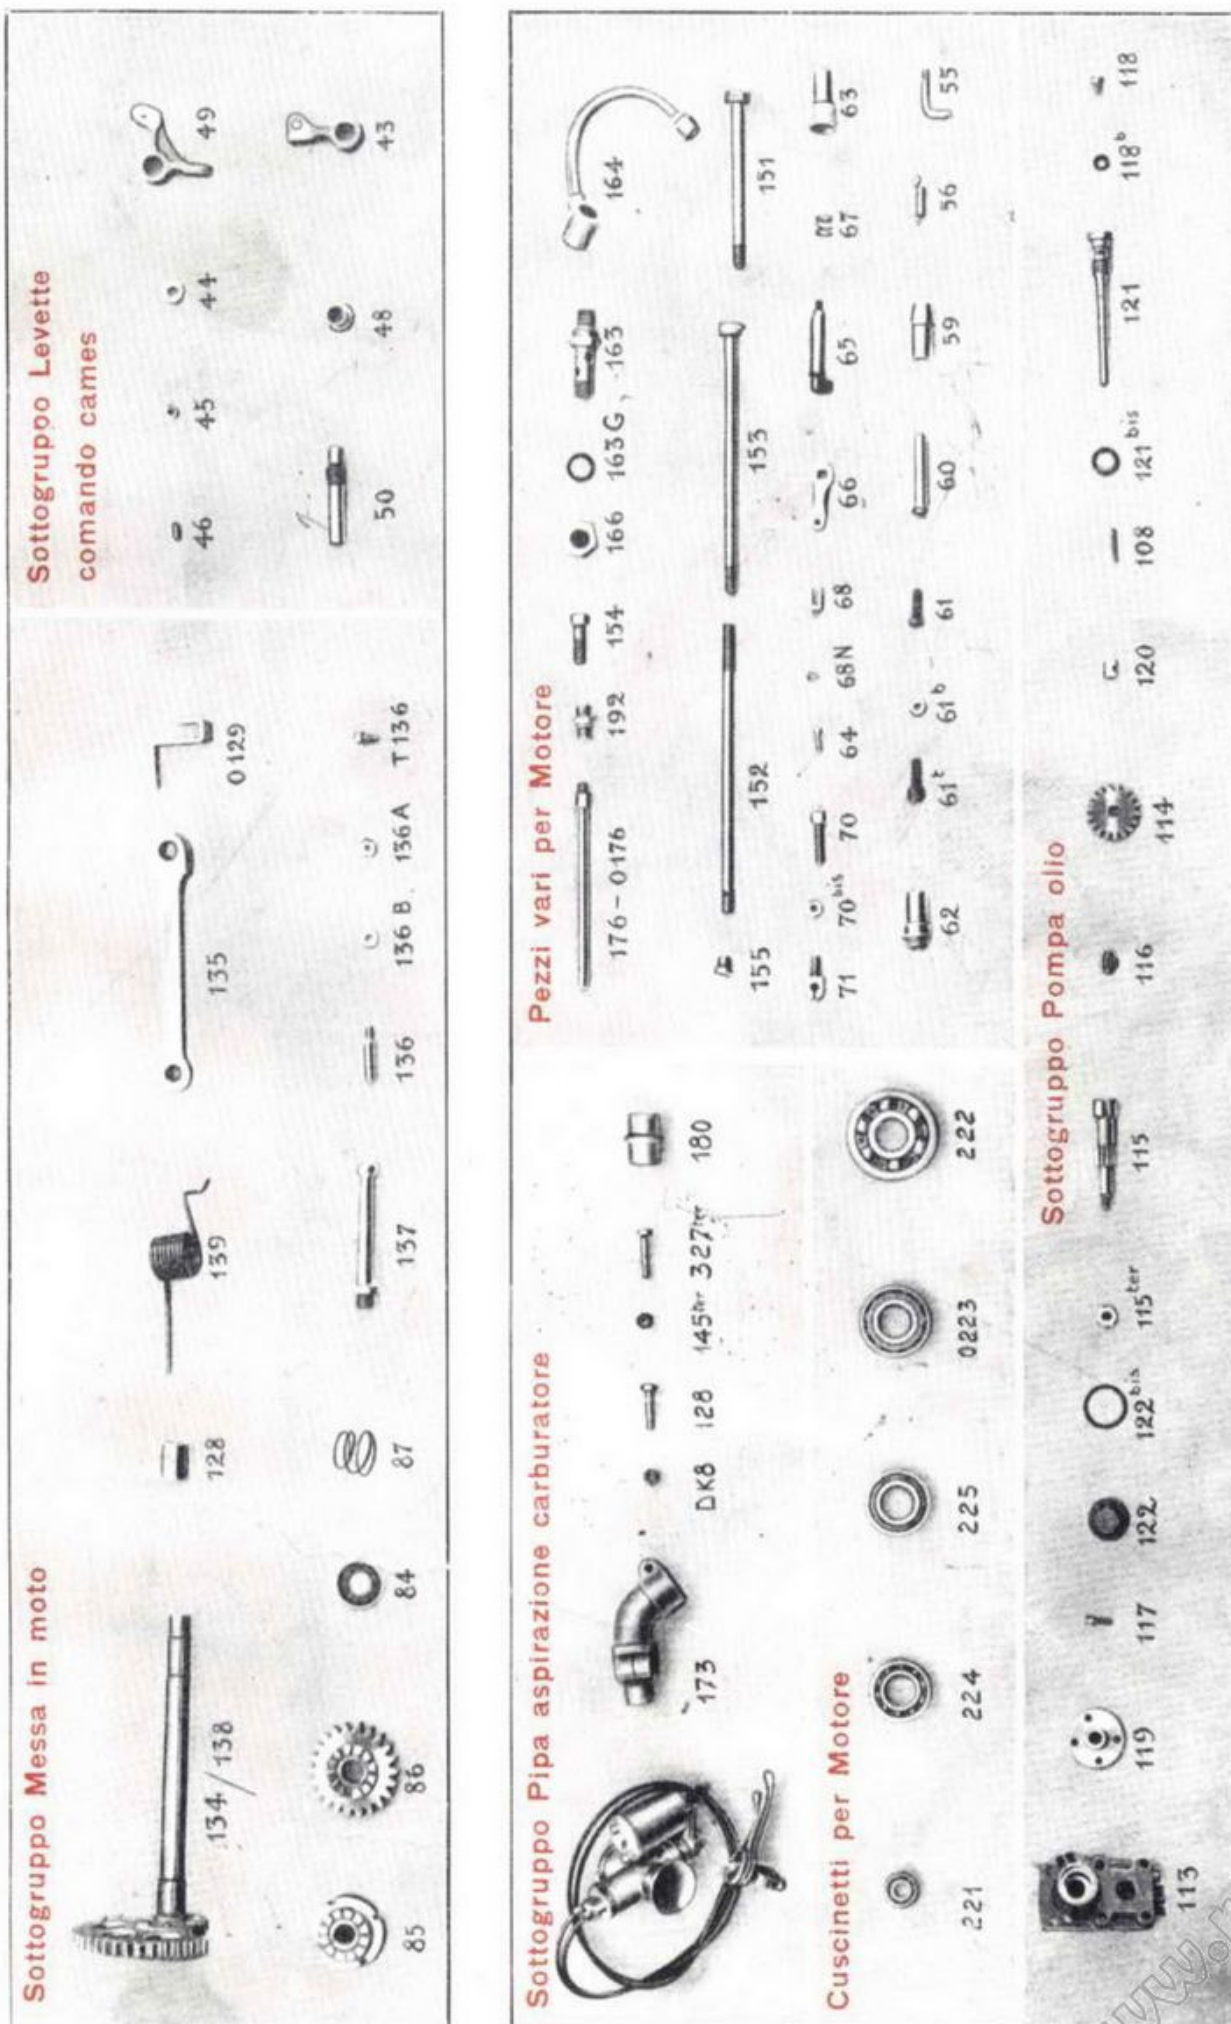 Sottogruppo Messa in moto
134/138
128
139
135
0129
85
86
84
87
137
136
136 B.
136 A
T136
Sottogruppo Levette
comando cames
46
45
44
49
50
48
43
Sottogruppo Pipa aspirazione carburatore
173
DK8
128
145ter
327ter
180
Cuscinetti per Motore
221
224
225
0223
222
Pezzi vari per Motore
176-0176
192
154
166
163G,
163
164
155
152
153
151
71
70bis
70
64
68N
68
66
65
67
63
62
61t
61b
61
60
59
56
55
Sottogruppo Pompa olio
113
119
117
122
122bis
115ter
115
116
114
120
108
121bis
121
118b
118